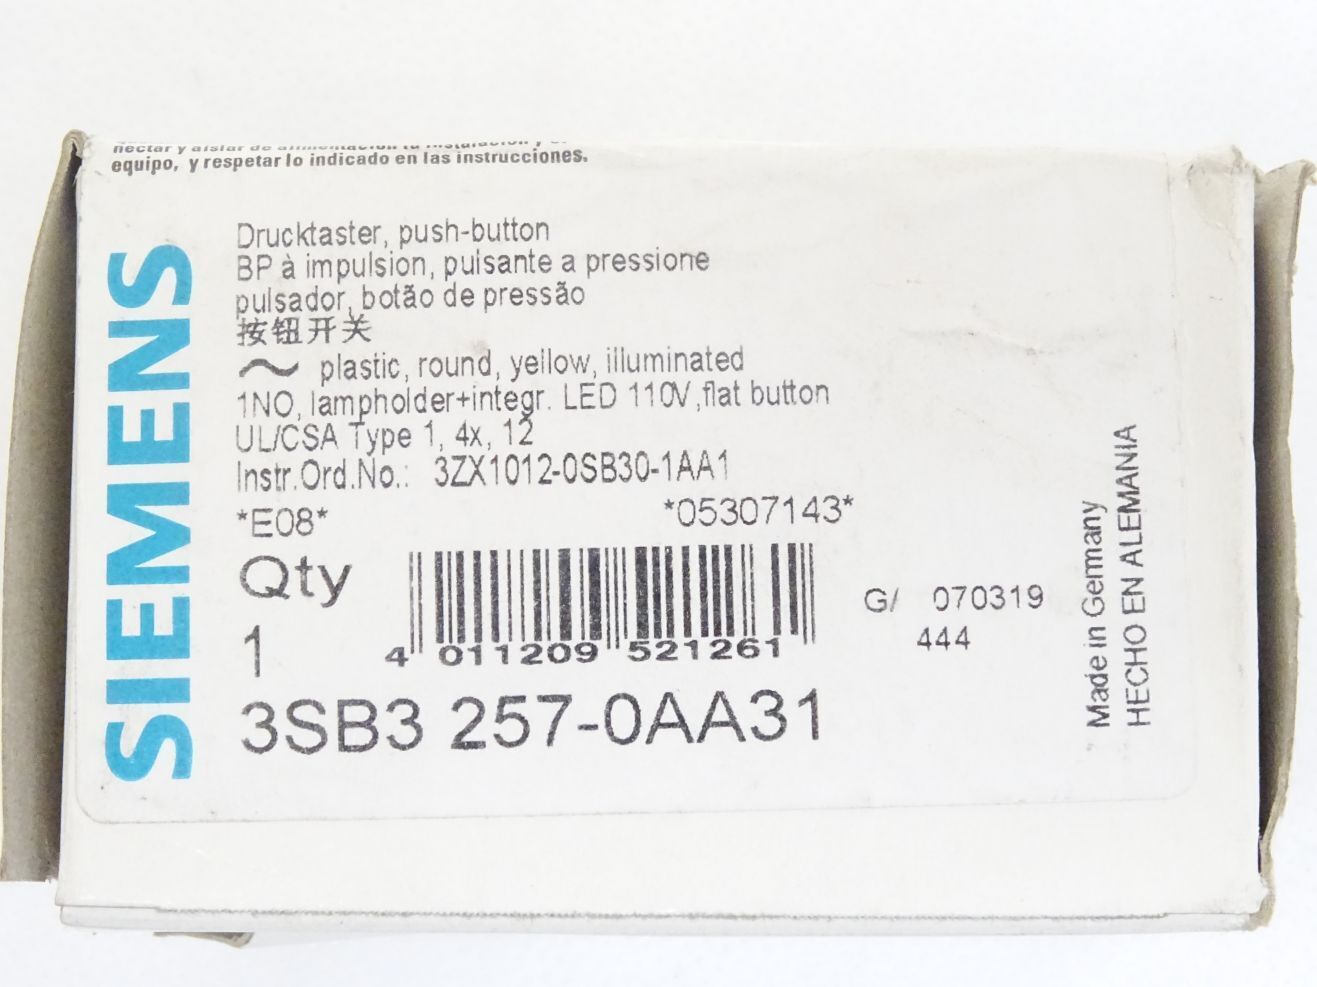 equipo, y respetar lo indicado en las instrucciones.
SIEMENS
Drucktaster, push-button
BP à impulsion, pulsante a pressione
pulsador, botão de pressão
按钮开关
plastic, round, yellow, illuminated
1NO, lampholder+integr. LED 110V,flat button
UL/CSA Type 1, 4x, 12
Instr.Ord.No.: 3ZX1012-0SB30-1AA1
*E08* *05307143*
Qty
1
4 011209 521261
G/ 070319
444
3SB3 257-0AA31
Made in Germany
HECHO EN ALEMANIA